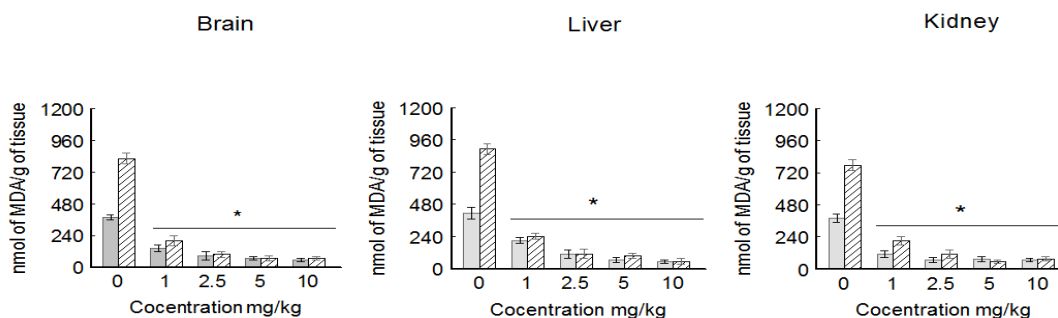 Brain
Liver
Kidney
nmol of MDA/g of tissue
1200
960
720
480
240
0
*
0 1 2.5 5 10
Cocentration mg/kg
nmol of MDA/g of tissue
1200
960
720
480
240
0
*
0 1 2.5 5 10
Cocentration mg/kg
nmol of MDA/g of tissue
1200
960
720
480
240
0
*
0 1 2.5 5 10
Cocentration mg/kg